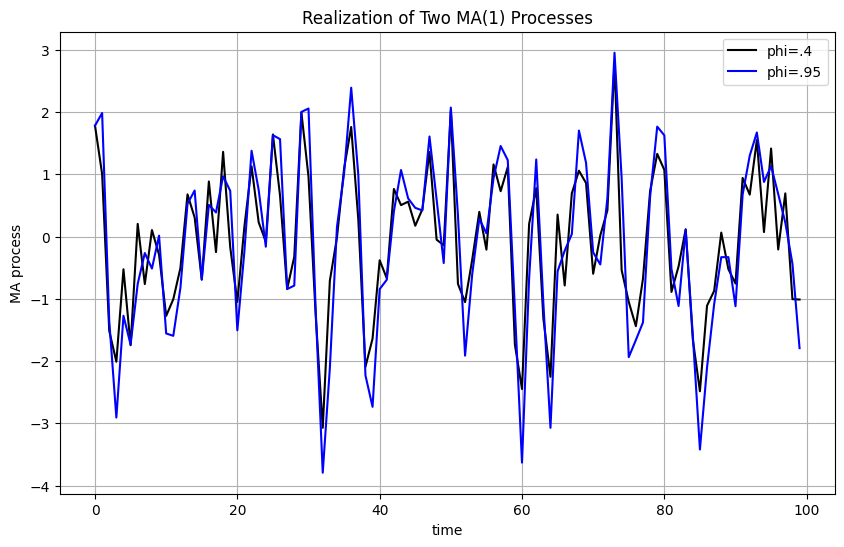 Realization of Two MA(1) Processes
phi=.4
phi=.95
3
2
1
0
−1
−2
−3
−4
MA process
0 20 40 60 80 100
time